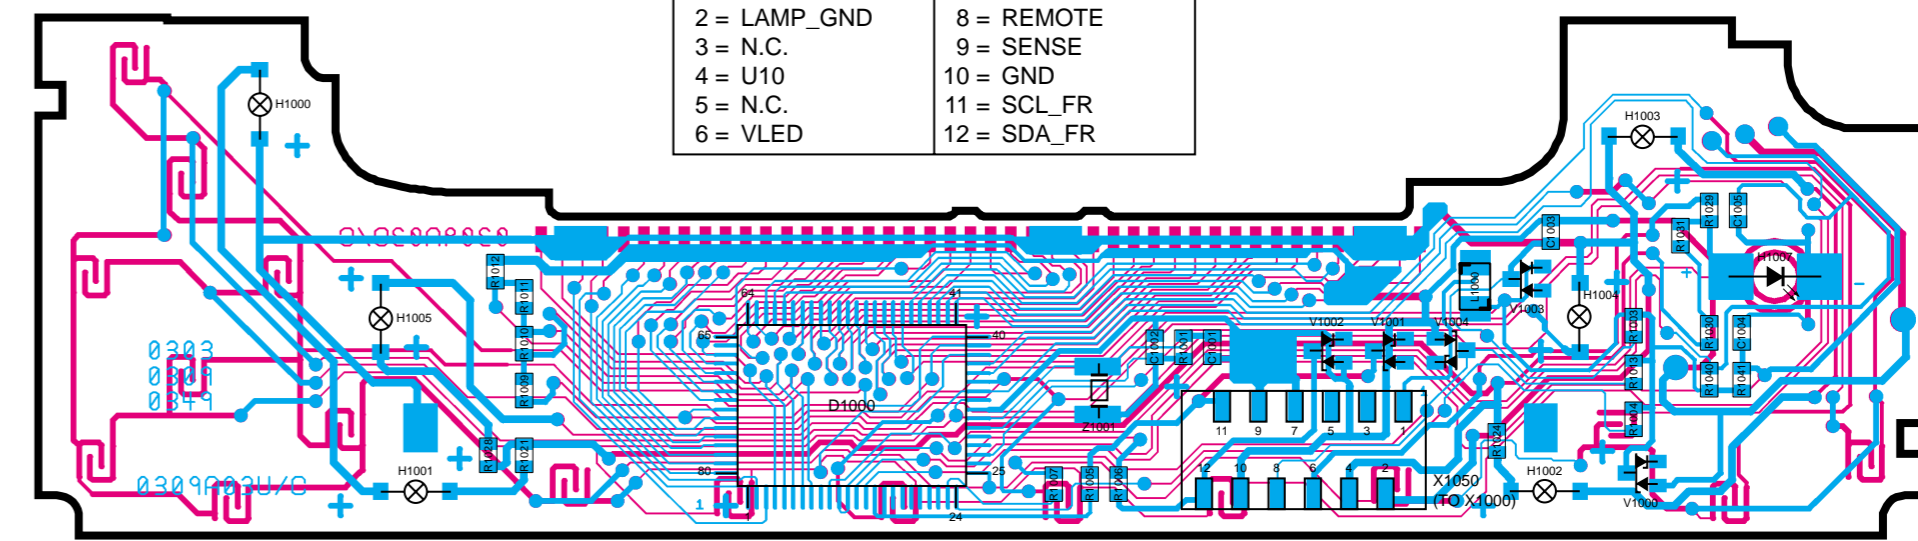 2 = LAMP_GND
3 = N.C.
4 = U10
5 = N.C.
6 = VLED
8 = REMOTE
9 = SENSE
10 = GND
11 = SCL_FR
12 = SDA_FR
H1000
H1003
R1029
C1005
C1003
R1031
H1007
R1012
R1011
R1010
R1009
H1005
64
41
65
40
L1000
V1003
H1004
V1002
V1001
V1004
C1002
R1001
C1001
R1003
R1030
C1004
R1013
R1040
R1041
R1004
0303
0309
0349
D1000
Z1001
11
9
7
5
3
1
1
R1024
R1028
R1021
80
25
12
10
8
6
4
2
X1050
(TO X1000)
H1001
H1002
V1000
R1007
R1005
R1006
0309A03U/O
1
1
24